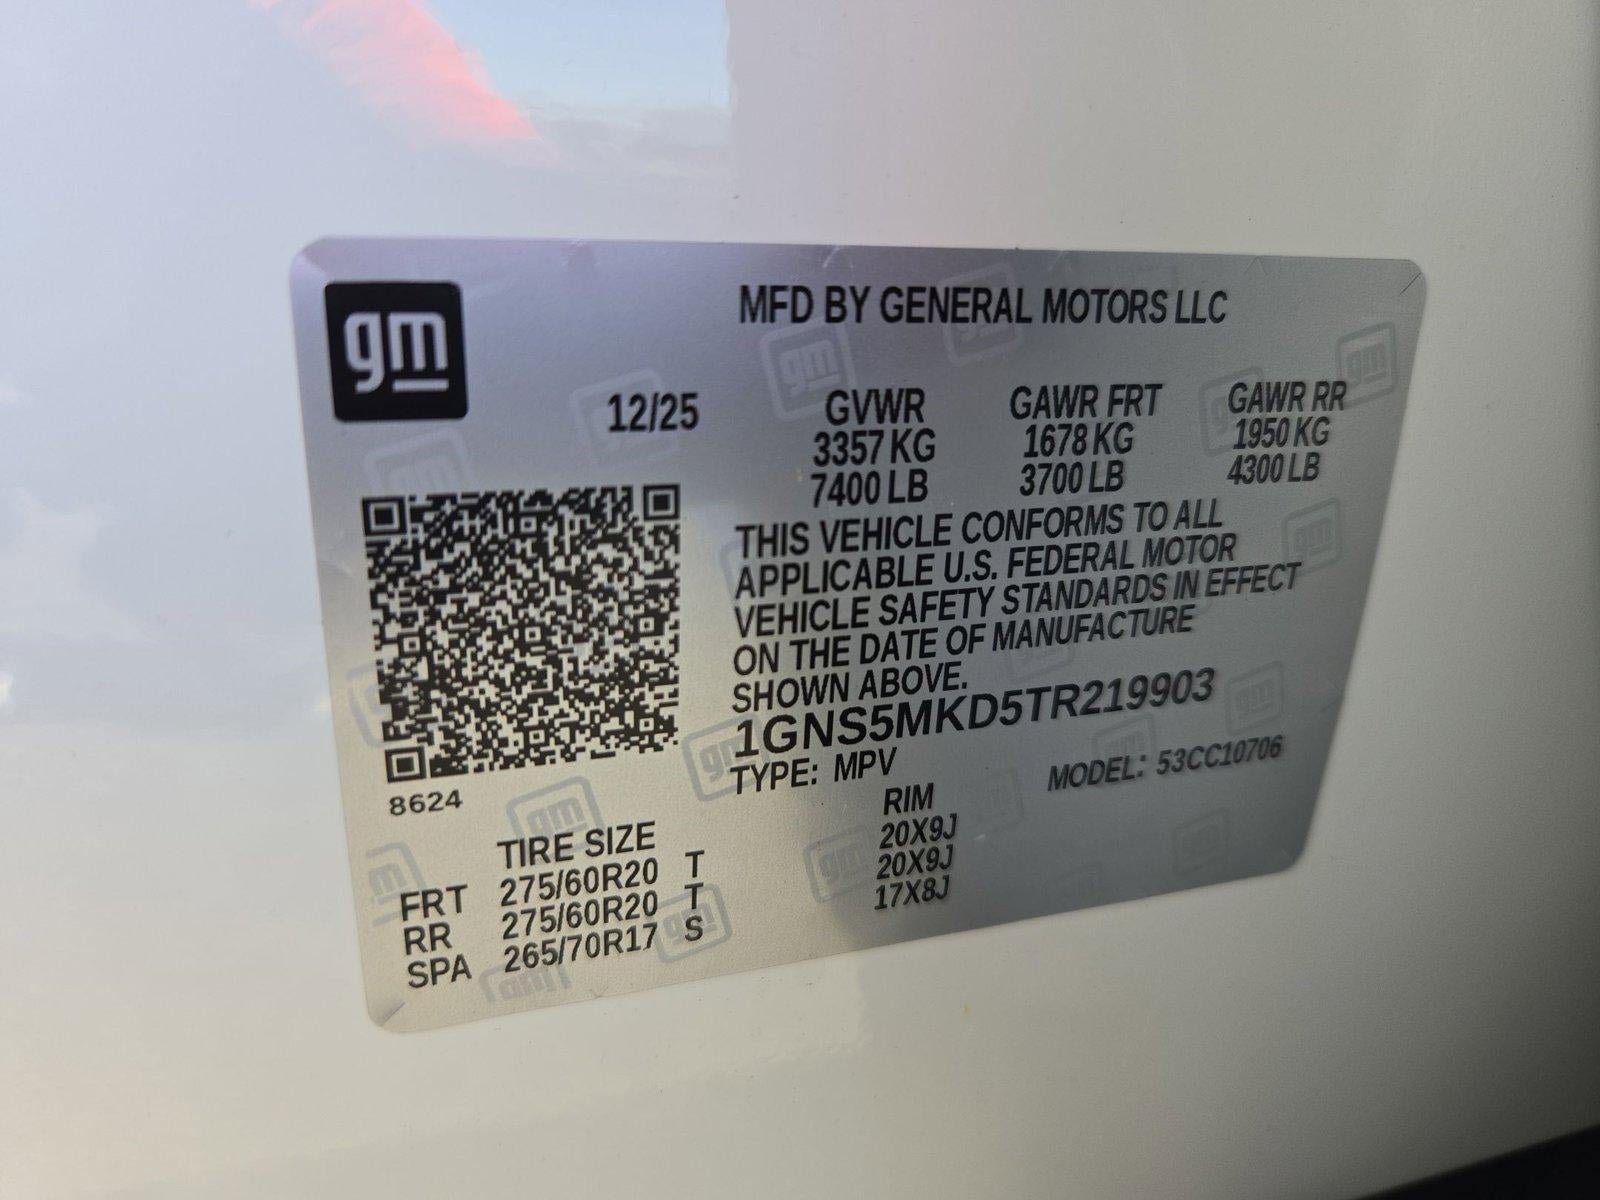 gm
MFD BY GENERAL MOTORS LLC
12/25
GVWR GAWR FRT GAWR RR
3357 KG 1678 KG 1950 KG
7400 LB 3700 LB 4300 LB
THIS VEHICLE CONFORMS TO ALL
APPLICABLE U.S. FEDERAL MOTOR
VEHICLE SAFETY STANDARDS IN EFFECT
ON THE DATE OF MANUFACTURE
SHOWN ABOVE.
1GNS5MKD5TR219903
TYPE: MPV MODEL: 53CC10706
8624
TIRE SIZE RIM
FRT 275/60R20 T 20X9J
RR 275/60R20 T 20X9J
SPA 265/70R17 S 17X8J